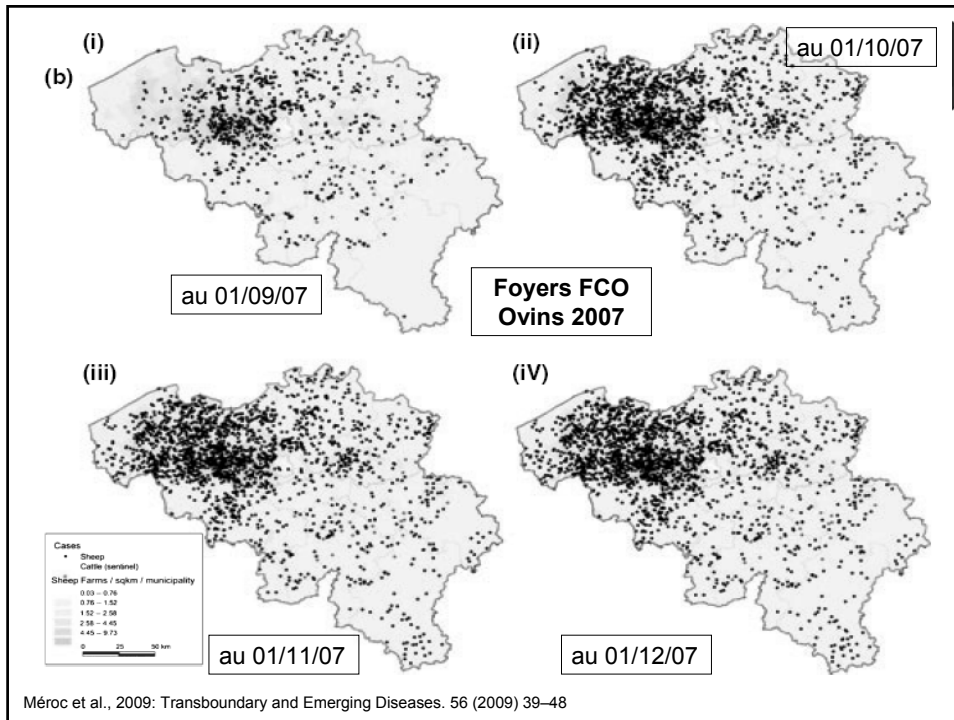 (i)
(ii)
au 01/10/07
(b)
au 01/09/07
Foyers FCO
Ovins 2007
(iii)
(iV)
Cases
Sheep
Cattle (sentinel)
Sheep Farms / sqkm / municipality
0.03 – 0.76
0.76 – 1.52
1.52 – 2.58
2.58 – 4.45
4.45 – 9.73
0 25 50 km
au 01/11/07
au 01/12/07
Méroc et al., 2009: Transboundary and Emerging Diseases. 56 (2009) 39–48